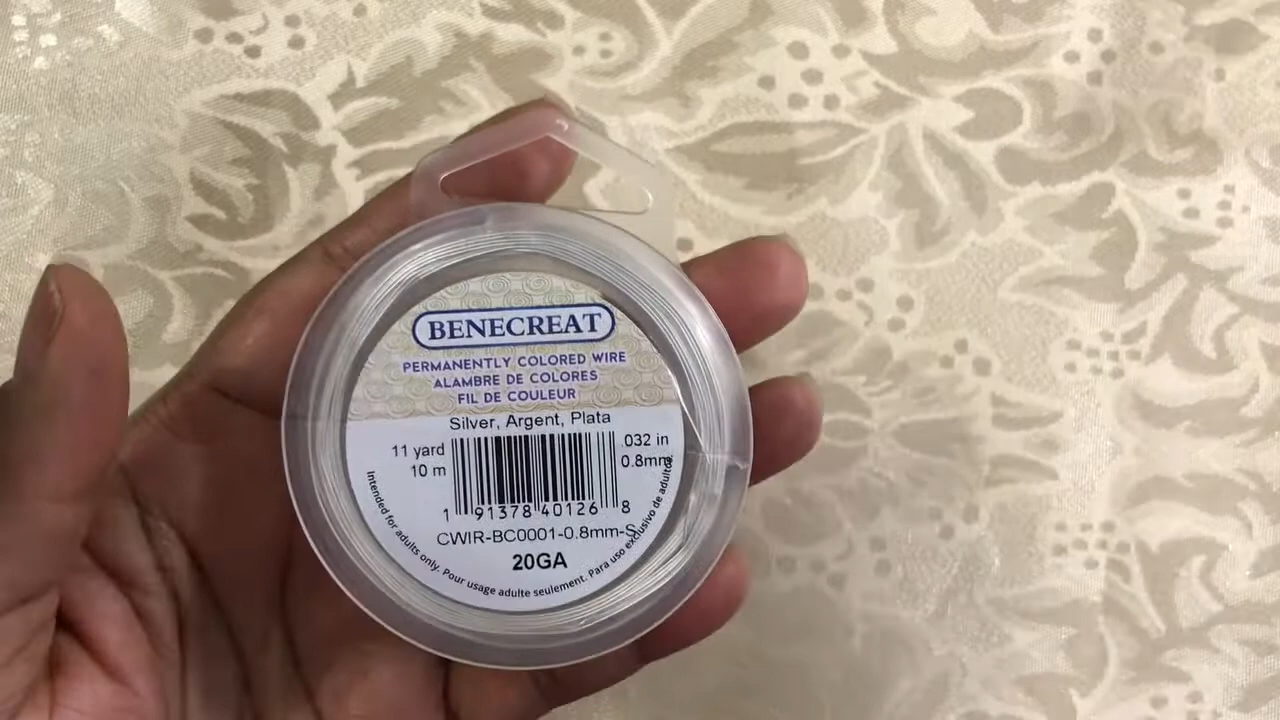 BENECREAT
PERMANENTLY COLORED WIRE
ALAMBRE DE COLORES
FIL DE COULEUR
Silver, Argent, Plata
11 yard
10 m
.032 in
0.8mm
1 91378 40126 8
CWIR-BC0001-0.8mm-S
20GA
Intended for adults only. Pour usage adulte seulement. Para uso exclusivo de adultos.